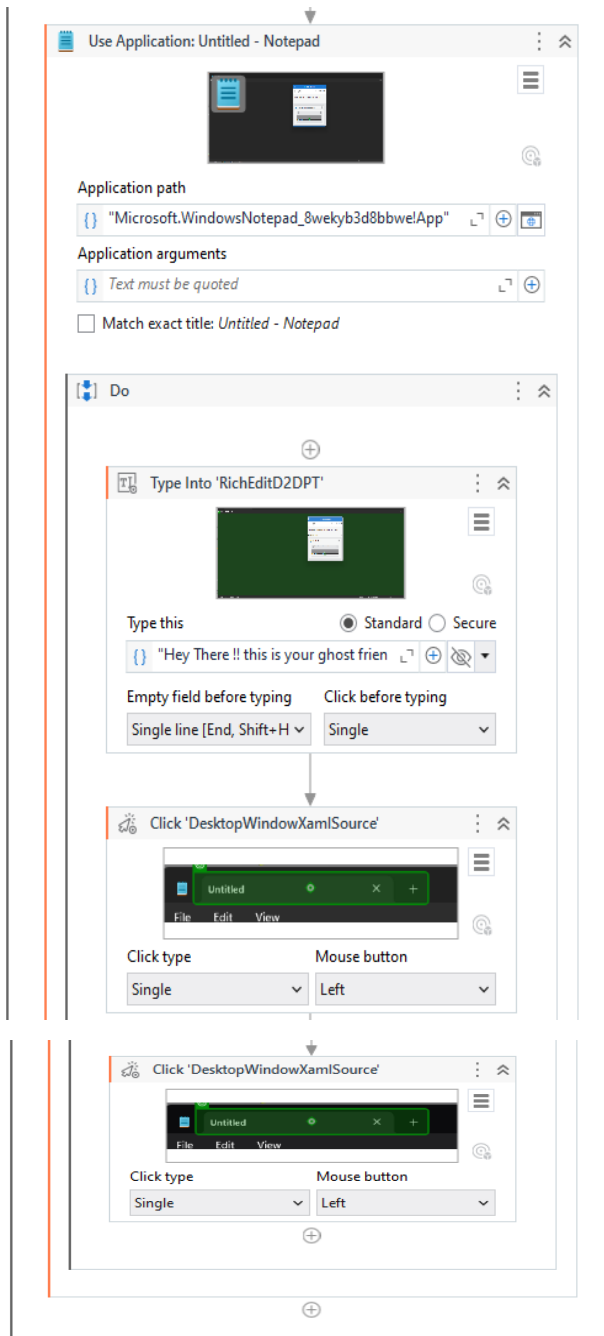 Use Application: Untitled - Notepad
Application path
"Microsoft.WindowsNotepad_8wekyb3d8bbwe!App"
Application arguments
Text must be quoted
Match exact title: Untitled - Notepad
Do
Type Into 'RichEditD2DPT'
Type this Standard Secure
"Hey There !! this is your ghost frien
Empty field before typing Click before typing
Single line [End, Shift+H Single
Click 'DesktopWindowXamlSource'
Untitled
File Edit View
Click type Mouse button
Single Left
Click 'DesktopWindowXamlSource'
Untitled
File Edit View
Click type Mouse button
Single Left